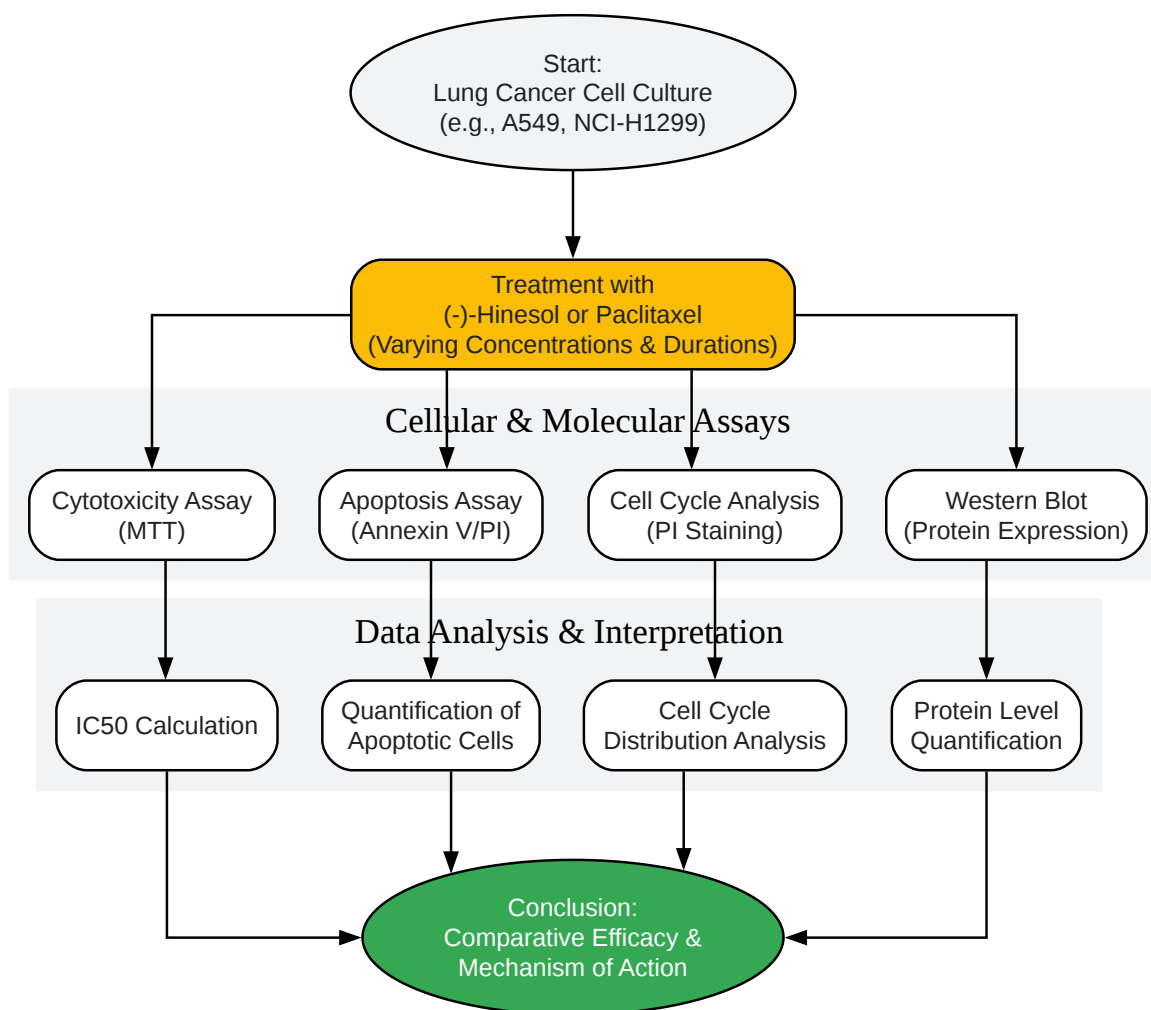 Start:
Lung Cancer Cell Culture
(e.g., A549, NCI-H1299)
Treatment with
(-)-Hinesol or Paclitaxel
(Varying Concentrations & Durations)
Cellular & Molecular Assays
Cytotoxicity Assay
(MTT)
Apoptosis Assay
(Annexin V/PI)
Cell Cycle Analysis
(PI Staining)
Western Blot
(Protein Expression)
Data Analysis & Interpretation
IC50 Calculation
Quantification of
Apoptotic Cells
Cell Cycle
Distribution Analysis
Protein Level
Quantification
Conclusion:
Comparative Efficacy &
Mechanism of Action